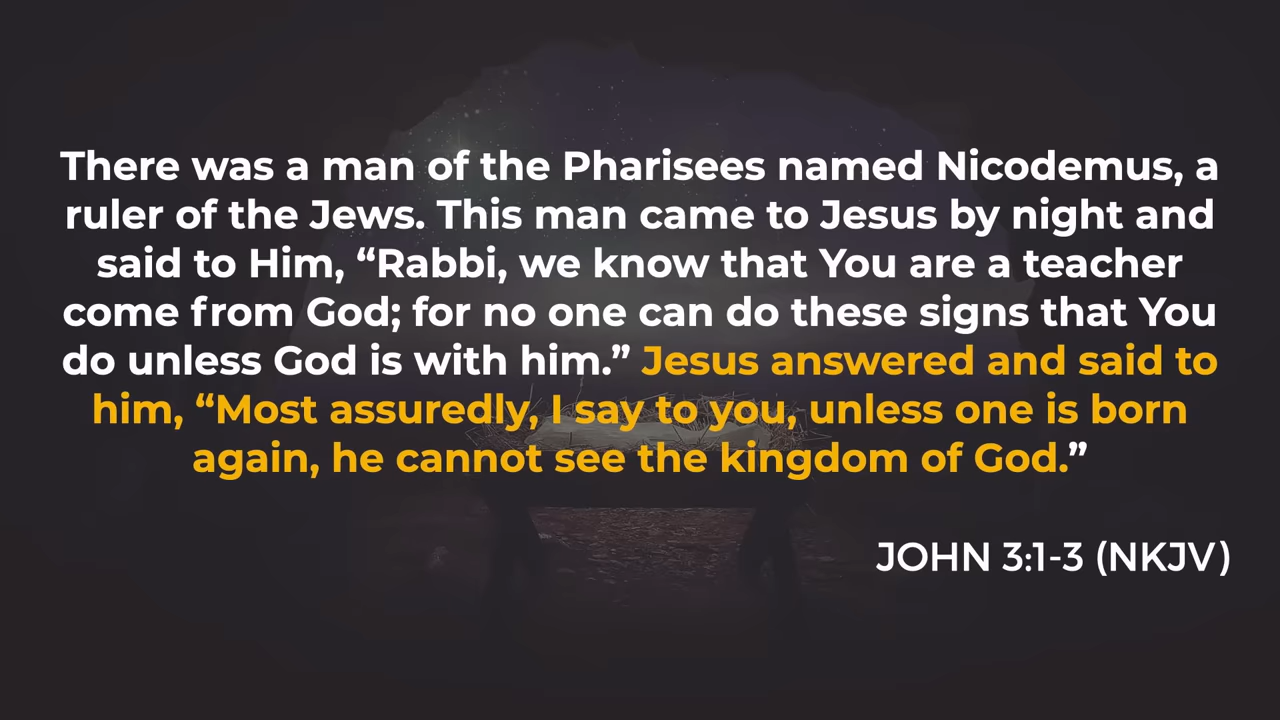 There was a man of the Pharisees named Nicodemus, a
ruler of the Jews. This man came to Jesus by night and
said to Him, “Rabbi, we know that You are a teacher
come from God; for no one can do these signs that You
do unless God is with him.” Jesus answered and said to
him, “Most assuredly, I say to you, unless one is born
again, he cannot see the kingdom of God.”
JOHN 3:1-3 (NKJV)